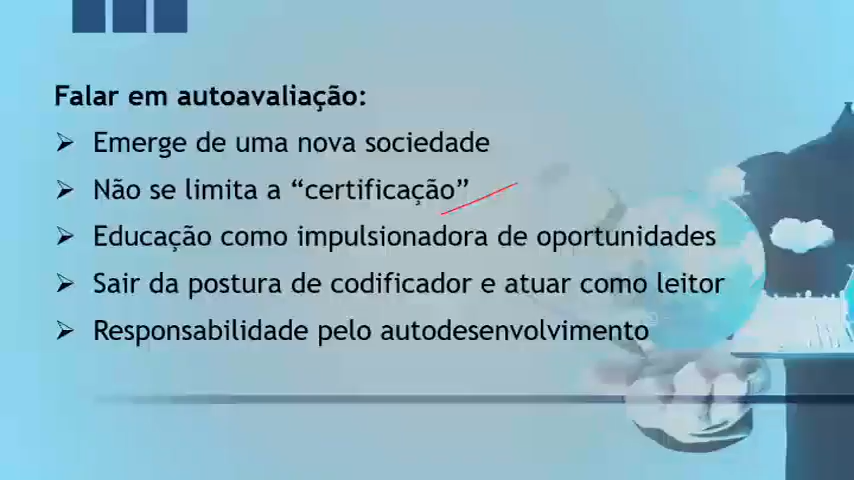 Falar em autoavaliação:
➢ Emerge de uma nova sociedade
➢ Não se limita a “certificação”
➢ Educação como impulsionadora de oportunidades
➢ Sair da postura de codificador e atuar como leitor
➢ Responsabilidade pelo autodesenvolvimento